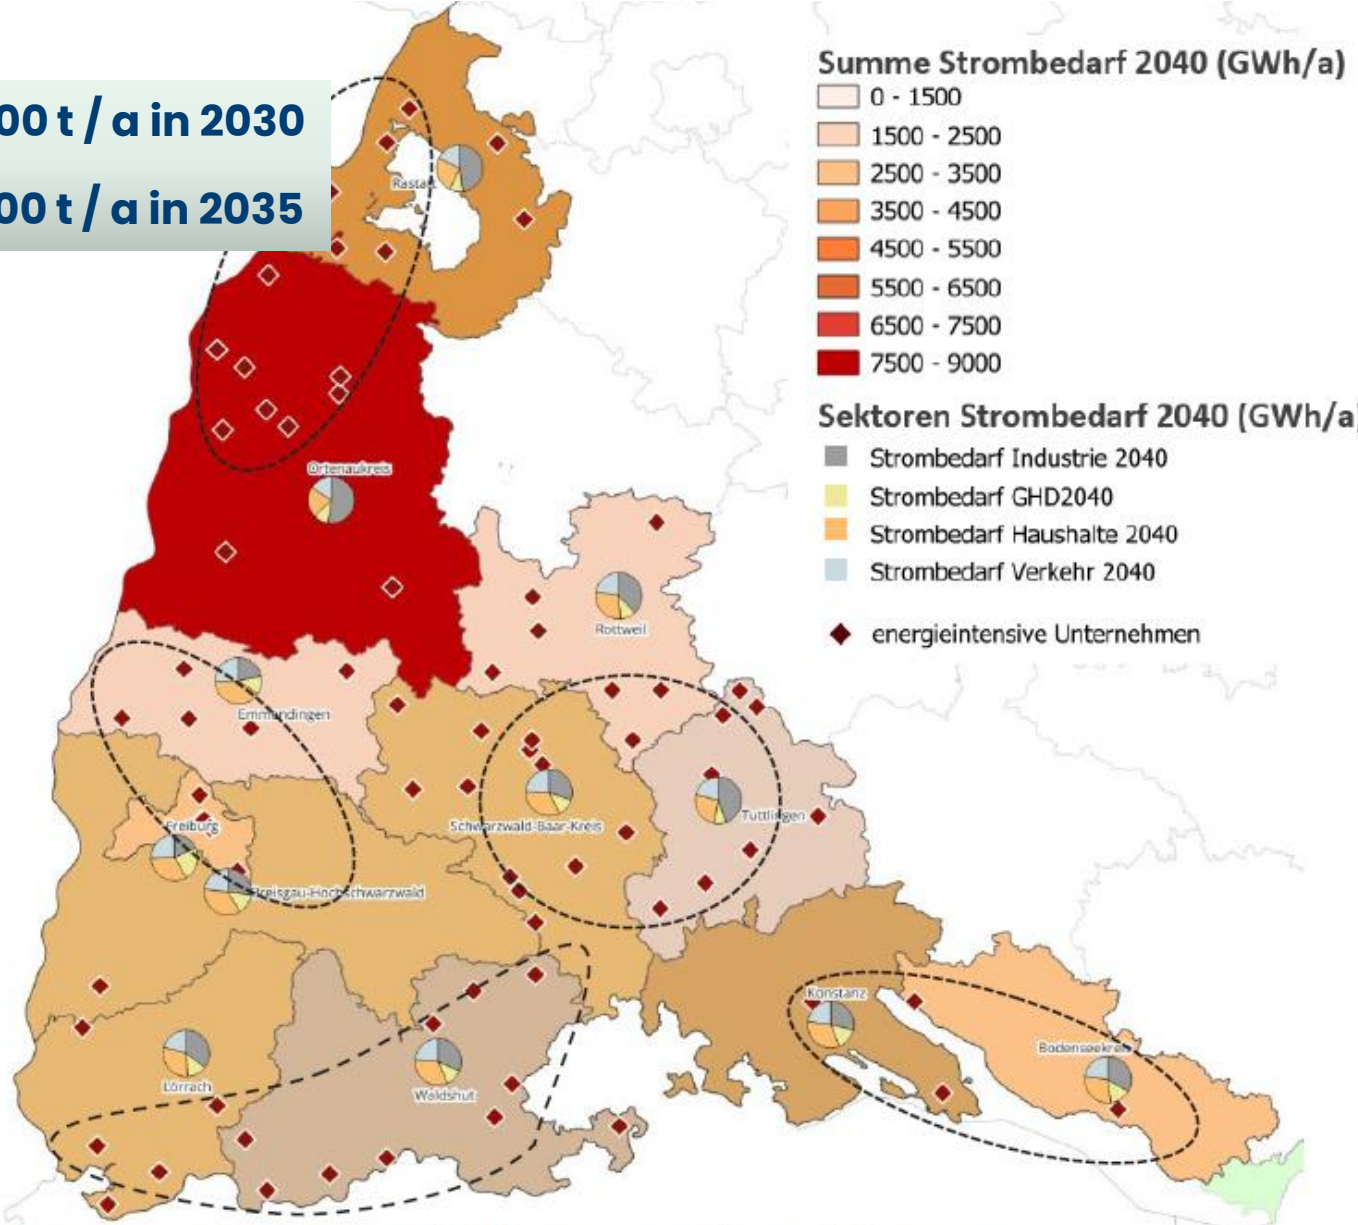 00 t / a in 2030
00 t / a in 2035
Summe Strombedarf 2040 (GWh/a)
0 - 1500
1500 - 2500
2500 - 3500
3500 - 4500
4500 - 5500
5500 - 6500
6500 - 7500
7500 - 9000
Sektoren Strombedarf 2040 (GWh/a)
Strombedarf Industrie 2040
Strombedarf GHD2040
Strombedarf Haushalte 2040
Strombedarf Verkehr 2040
energieintensive Unternehmen
Rastatt
Ortenaukreis
Rottweil
Emmendingen
Schwarzwald-Baar-Kreis
Tuttlingen
Freiburg
Breisgau-Hochschwarzwald
Konstanz
Bodenseekreis
Lörrach
Waldshut